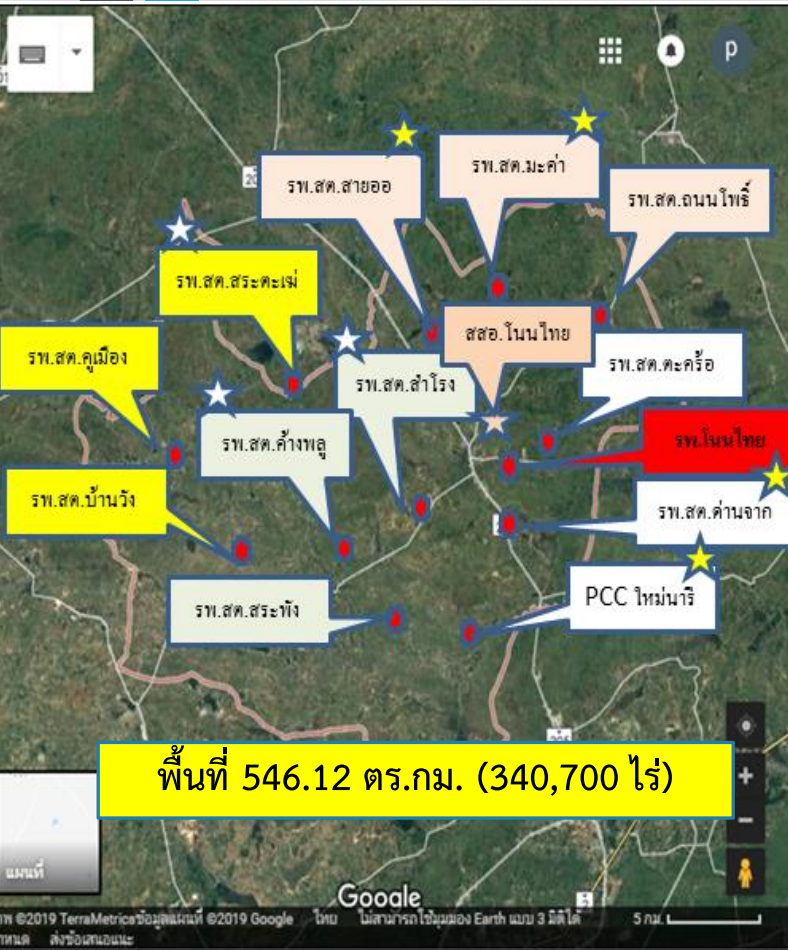 p
รพ.สต.สายออ
รพ.สต.มะค่า
รพ.สต.ถนนโพธิ์
รพ.สต.สระตะเฆ่
สสอ.โนนไทย
รพ.สต.คูเมือง
รพ.สต.สำโรง
รพ.สต.ตะคร้อ
รพ.สต.ค้างพลู
รพ.โนนไทย
รพ.สต.บ้านวัง
รพ.สต.ด่านจาก
รพ.สต.สระพัง
PCC ใหม่นารี
พื้นที่ 546.12 ตร.กม. (340,700 ไร่)
แผนที่
Google
©2019 TerraMetrics ข้อมูลแผนที่ ©2019 Google ไทย ไม่สามารถใช้มุมมอง Earth แบบ 3 มิติได้ 5 กม.
ส่งข้อเสนอแนะ